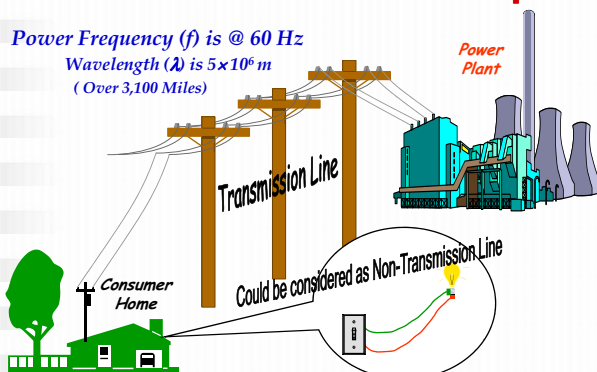 Power Frequency (f) is @ 60 Hz
Wavelength (λ) is 5×10⁶ m
( Over 3,100 Miles)
Power
Plant
Transmission Line
Consumer
Home
Could be considered as Non-Transmission Line